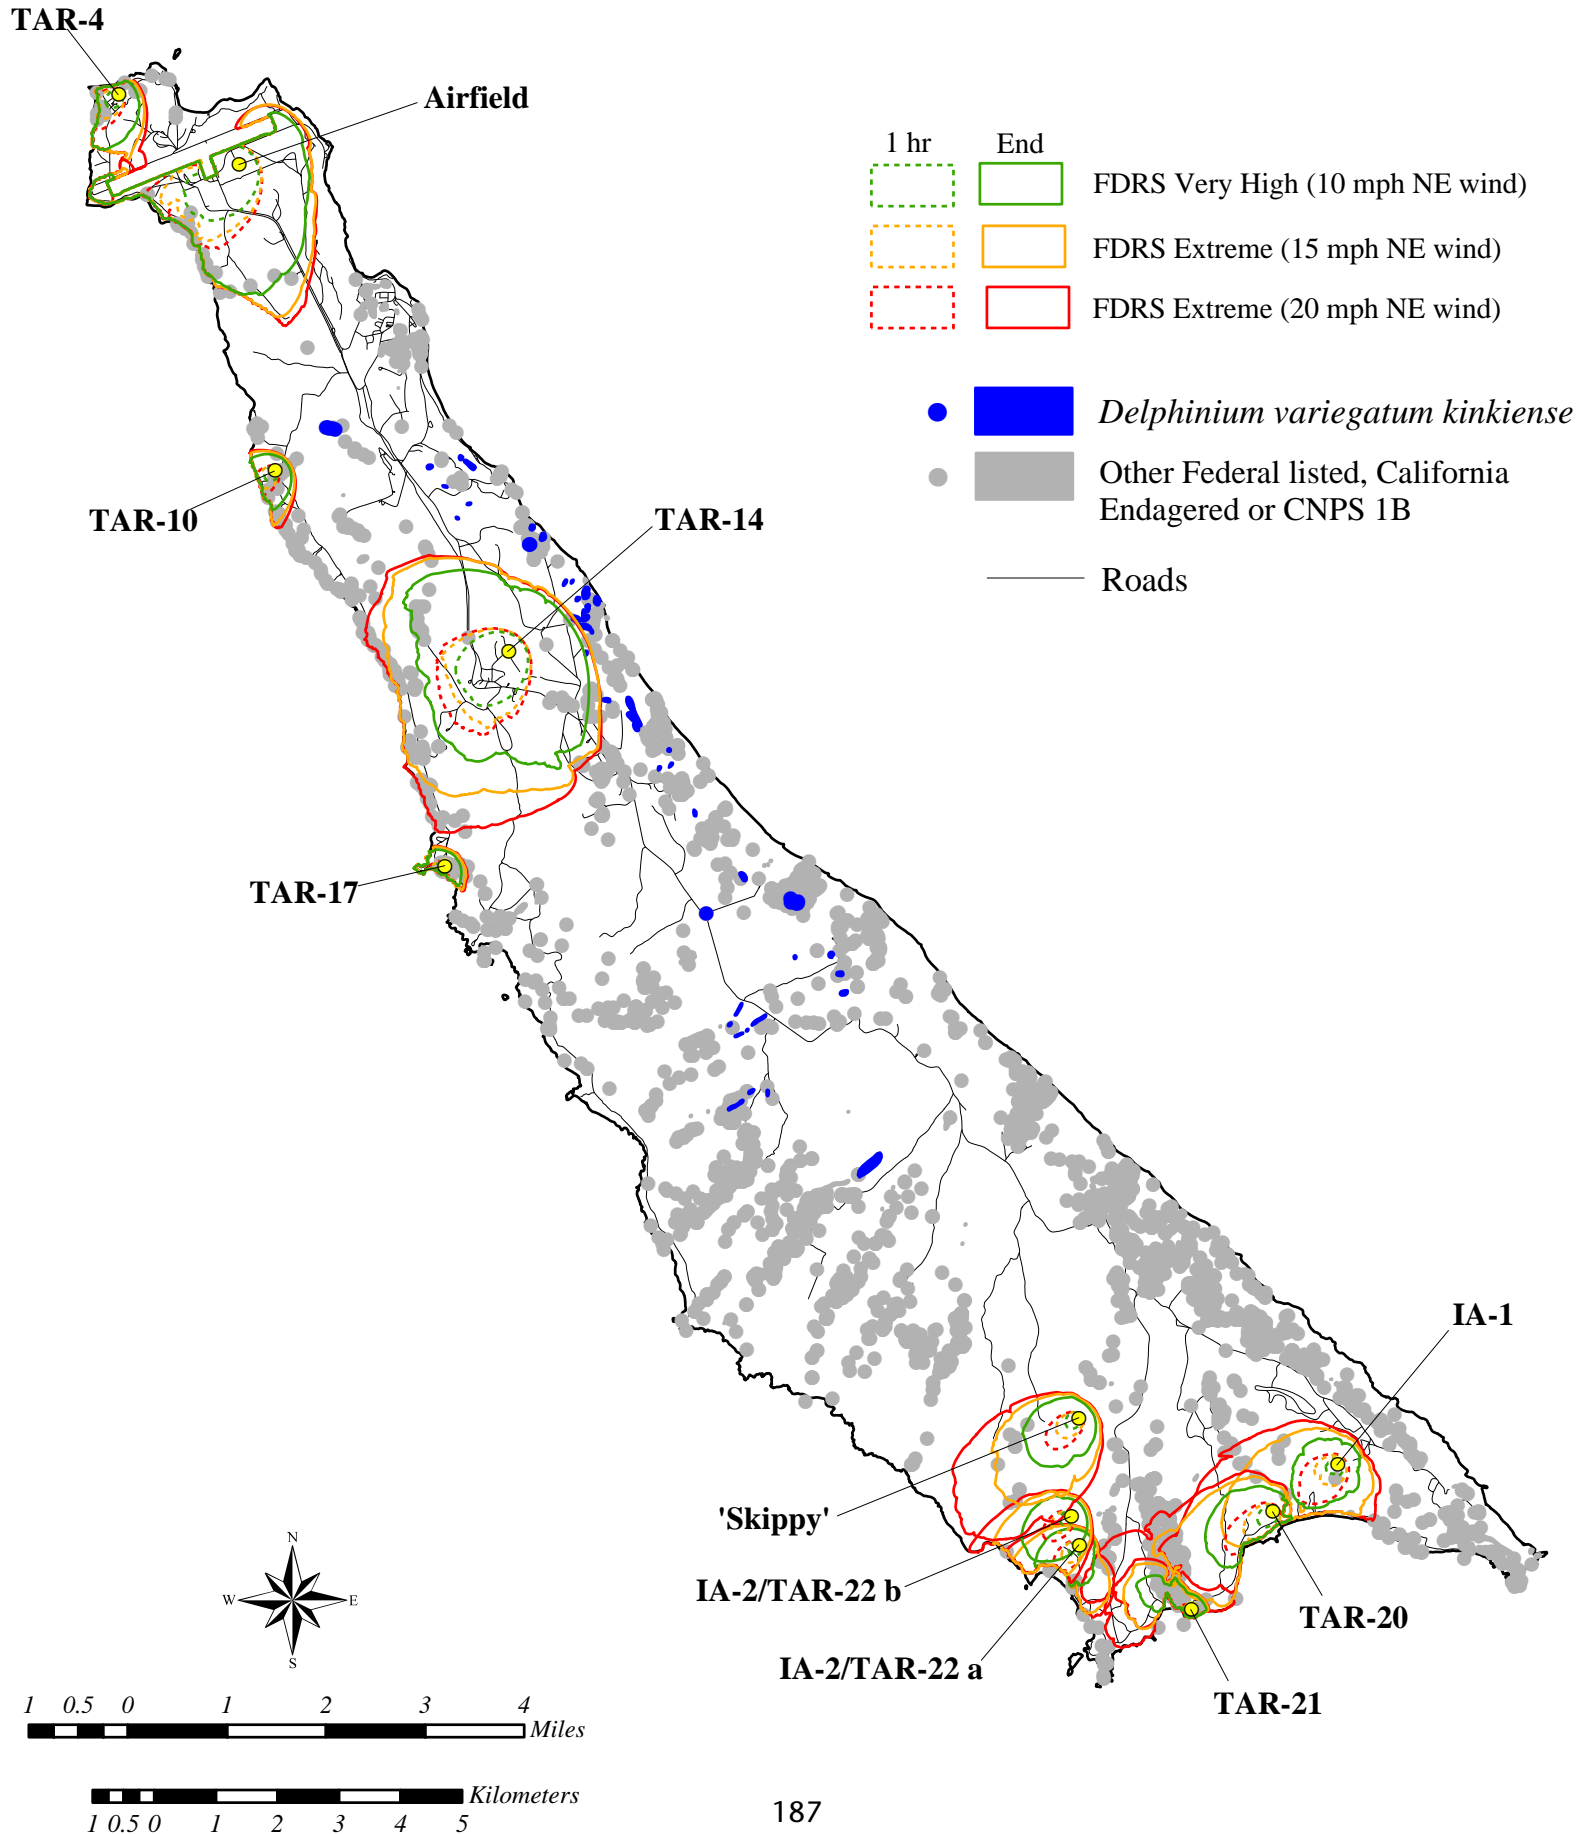 TAR-4
Airfield
1 hr End
FDRS Very High (10 mph NE wind)
FDRS Extreme (15 mph NE wind)
FDRS Extreme (20 mph NE wind)
Delphinium variegatum kinkiense
Other Federal listed, California
Endagered or CNPS 1B
Roads
TAR-10
TAR-14
TAR-17
IA-1
'Skippy'
IA-2/TAR-22 b
TAR-20
IA-2/TAR-22 a
TAR-21
N
W E
S
1 0.5 0 1 2 3 4
Miles
Kilometers
1 0.5 0 1 2 3 4 5
187